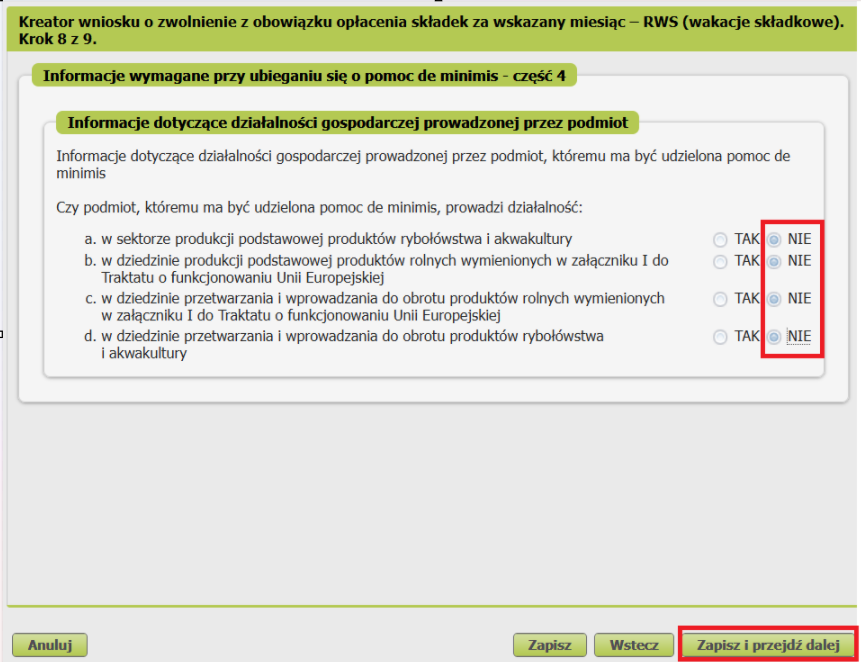 Kreator wniosku o zwolnienie z obowiązku opłacenia składek za wskazany miesiąc – RWS (wakacje składkowe).
Krok 8 z 9.
Informacje wymagane przy ubieganiu się o pomoc de minimis - część 4
Informacje dotyczące działalności gospodarczej prowadzonej przez podmiot
Informacje dotyczące działalności gospodarczej prowadzonej przez podmiot, któremu ma być udzielona pomoc de
minimis
Czy podmiot, któremu ma być udzielona pomoc de minimis, prowadzi działalność:
a. w sektorze produkcji podstawowej produktów rybołówstwa i akwakultury TAK NIE
b. w dziedzinie produkcji podstawowej produktów rolnych wymienionych w załączniku I do TAK NIE
Traktatu o funkcjonowaniu Unii Europejskiej
c. w dziedzinie przetwarzania i wprowadzania do obrotu produktów rolnych wymienionych TAK NIE
w załączniku I do Traktatu o funkcjonowaniu Unii Europejskiej
d. w dziedzinie przetwarzania i wprowadzania do obrotu produktów rybołówstwa TAK NIE
i akwakultury
Anuluj Zapisz Wstecz Zapisz i przejdź dalej